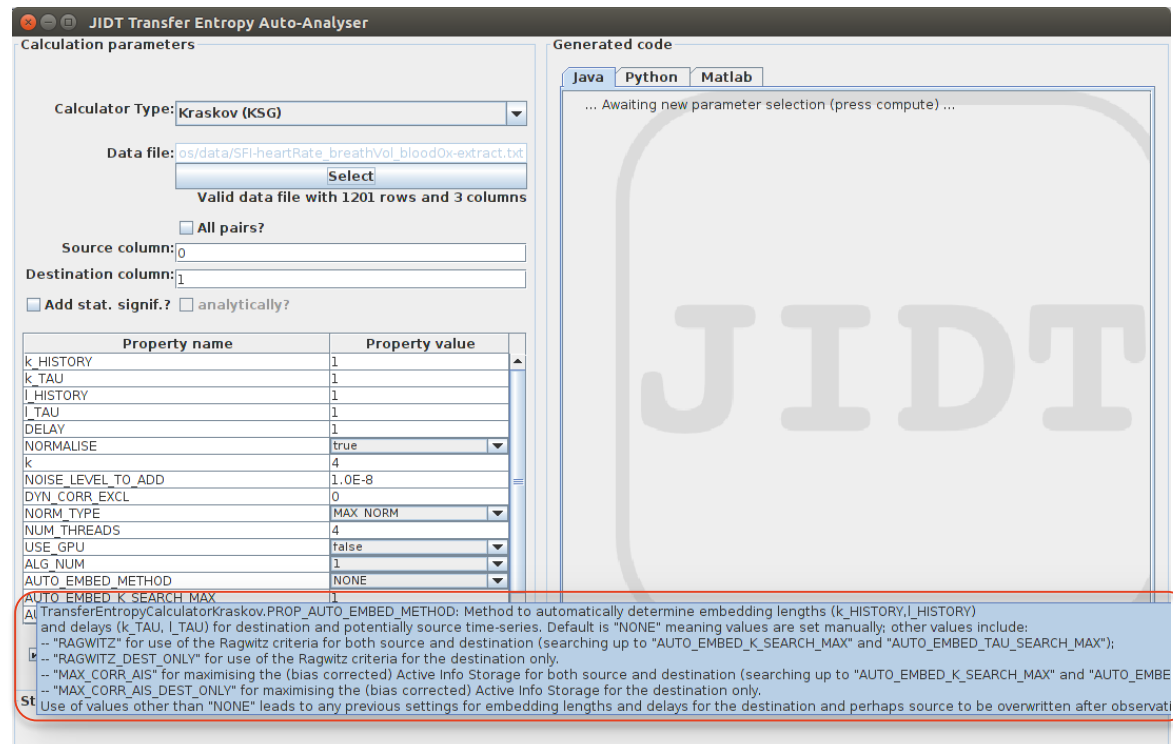 JIDT Transfer Entropy Auto-Analyser
Calculation parameters
Calculator Type: Kraskov (KSG)
Data file: os/data/SFI-heartRate_breathVol_bloodOx-extract.txt
Select
Valid data file with 1201 rows and 3 columns
All pairs?
Source column: 0
Destination column: 1
Add stat. signif.? analytically?
Property name Property value
k_HISTORY 1
k_TAU 1
l_HISTORY 1
l_TAU 1
DELAY 1
NORMALISE true
k 4
NOISE_LEVEL_TO_ADD 1.0E-8
DYN_CORR_EXCL 0
NORM_TYPE MAX_NORM
NUM_THREADS 4
USE_GPU false
ALG_NUM 1
AUTO_EMBED_METHOD NONE
AUTO_EMBED_K_SEARCH_MAX 1
TransferEntropyCalculatorKraskov.PROP_AUTO_EMBED_METHOD: Method to automatically determine embedding lengths (k_HISTORY,l_HISTORY)
and delays (k_TAU, l_TAU) for destination and potentially source time-series. Default is "NONE" meaning values are set manually; other values include:
-- "RAGWITZ" for use of the Ragwitz criteria for both source and destination (searching up to "AUTO_EMBED_K_SEARCH_MAX" and "AUTO_EMBED_TAU_SEARCH_MAX");
-- "RAGWITZ_DEST_ONLY" for use of the Ragwitz criteria for the destination only.
-- "MAX_CORR_AIS" for maximising the (bias corrected) Active Info Storage for both source and destination (searching up to "AUTO_EMBED_K_SEARCH_MAX" and "AUTO_EMBE
-- "MAX_CORR_AIS_DEST_ONLY" for maximising the (bias corrected) Active Info Storage for the destination only.
St
Use of values other than "NONE" leads to any previous settings for embedding lengths and delays for the destination and perhaps source to be overwritten after observati
Generated code
Java Python Matlab
... Awaiting new parameter selection (press compute) ...
JIDT